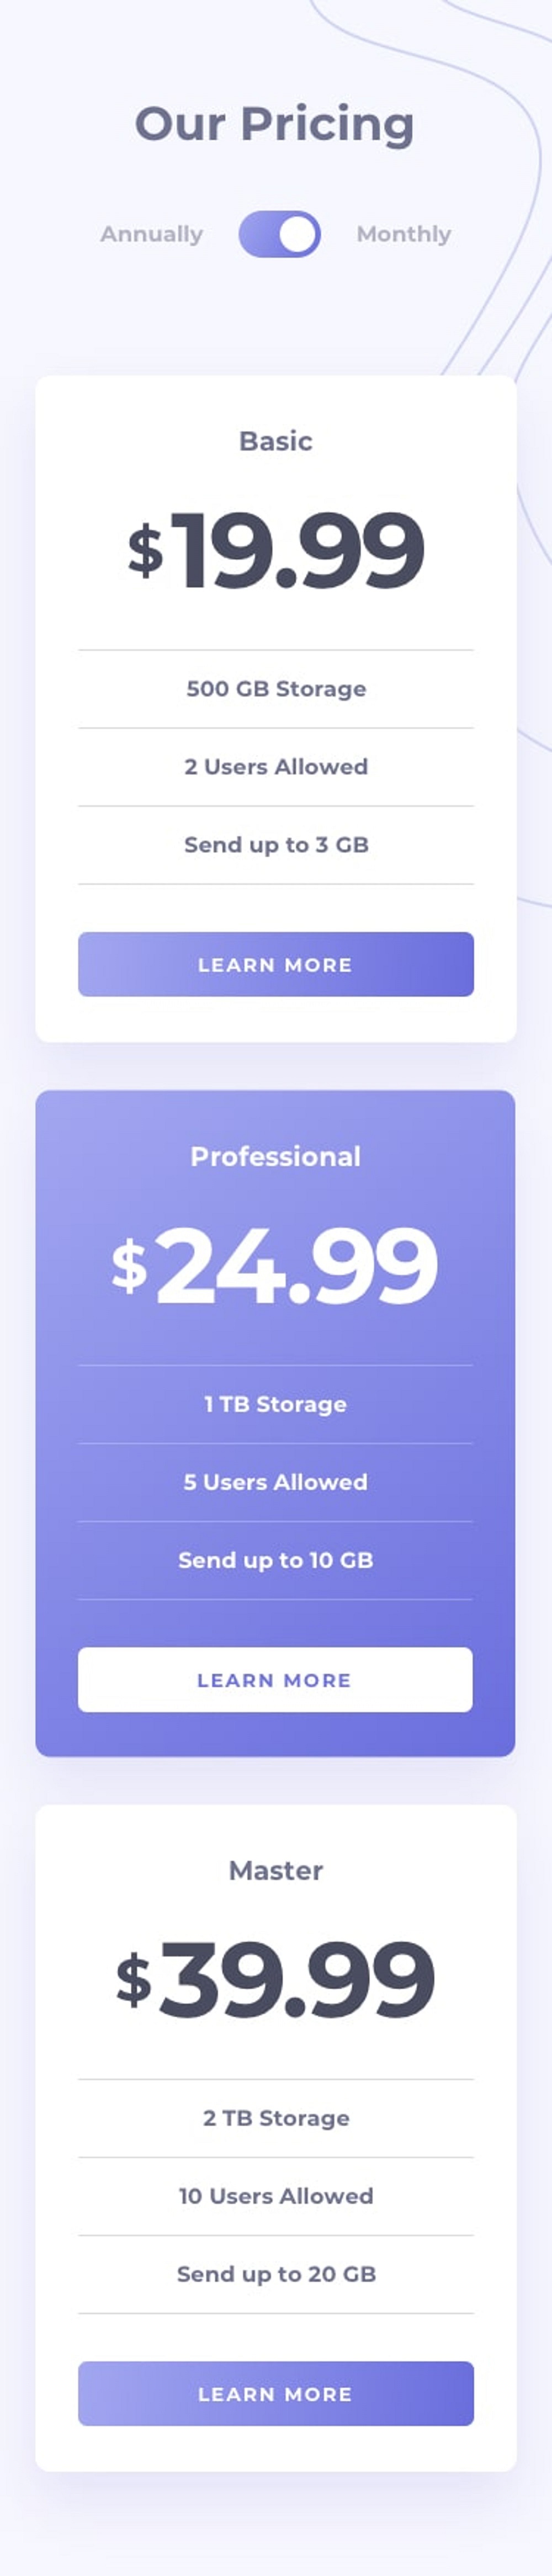 Our Pricing
Annually Monthly
Basic
$19.99
500 GB Storage
2 Users Allowed
Send up to 3 GB
LEARN MORE
Professional
$24.99
1 TB Storage
5 Users Allowed
Send up to 10 GB
LEARN MORE
Master
$39.99
2 TB Storage
10 Users Allowed
Send up to 20 GB
LEARN MORE